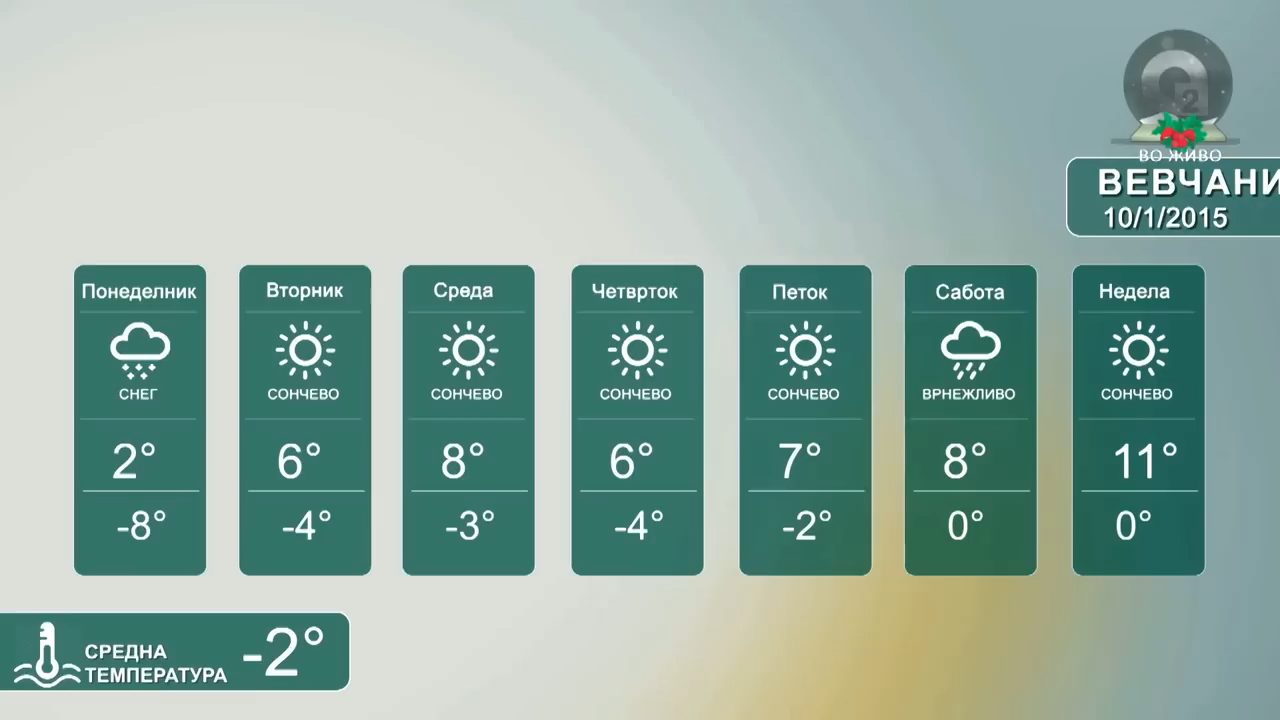 2
ВО ЖИВО
ВЕВЧАНИ
10/1/2015
Понеделник
СНЕГ
2°
-8°
Вторник
СОНЧЕВО
6°
-4°
Среда
СОНЧЕВО
8°
-3°
Четврток
СОНЧЕВО
6°
-4°
Петок
СОНЧЕВО
7°
-2°
Сабота
ВРНЕЖЛИВО
8°
0°
Недела
СОНЧЕВО
11°
0°
СРЕДНА
ТЕМПЕРАТУРА
-2°